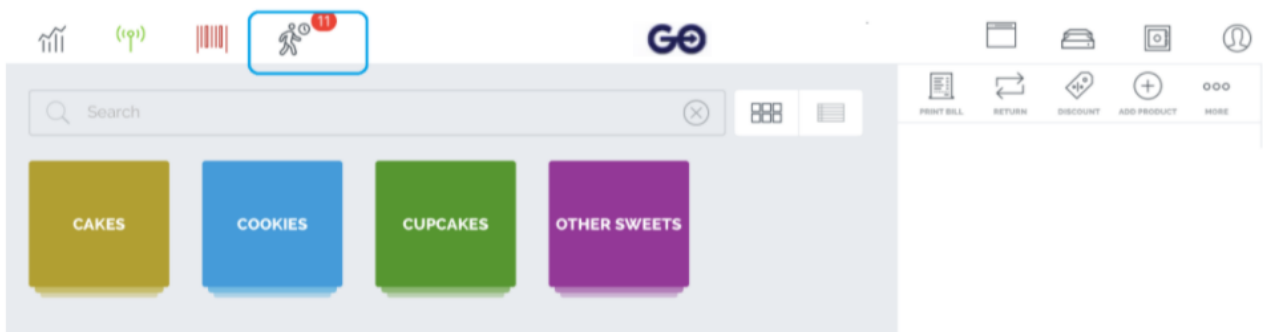 11
GO
Search
CAKES
COOKIES
CUPCAKES
OTHER SWEETS
PRINT BILL
RETURN
DISCOUNT
ADD PRODUCT
MORE